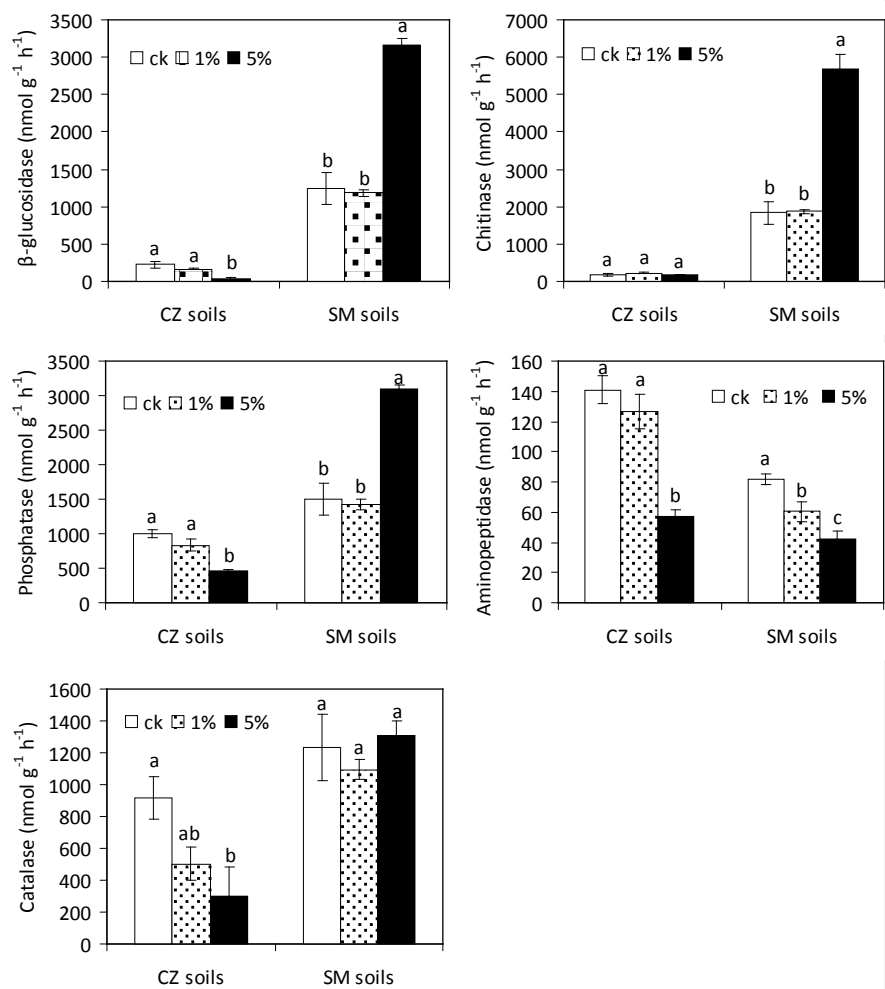 β-glucosidase (nmol g⁻¹ h⁻¹)
3500
3000
2500
2000
1500
1000
500
0
ck 1% 5%
a a b
b b a
CZ soils SM soils
Chitinase (nmol g⁻¹ h⁻¹)
7000
6000
5000
4000
3000
2000
1000
0
ck 1% 5%
a a a
b b a
CZ soils SM soils
Phosphatase (nmol g⁻¹ h⁻¹)
3500
3000
2500
2000
1500
1000
500
0
ck 1% 5%
a a b
b b a
CZ soils SM soils
Aminopeptidase (nmol g⁻¹ h⁻¹)
160
140
120
100
80
60
40
20
0
ck 1% 5%
a a b
a b c
CZ soils SM soils
Catalase (nmol g⁻¹ h⁻¹)
1600
1400
1200
1000
800
600
400
200
0
ck 1% 5%
a ab b
a a a
CZ soils SM soils